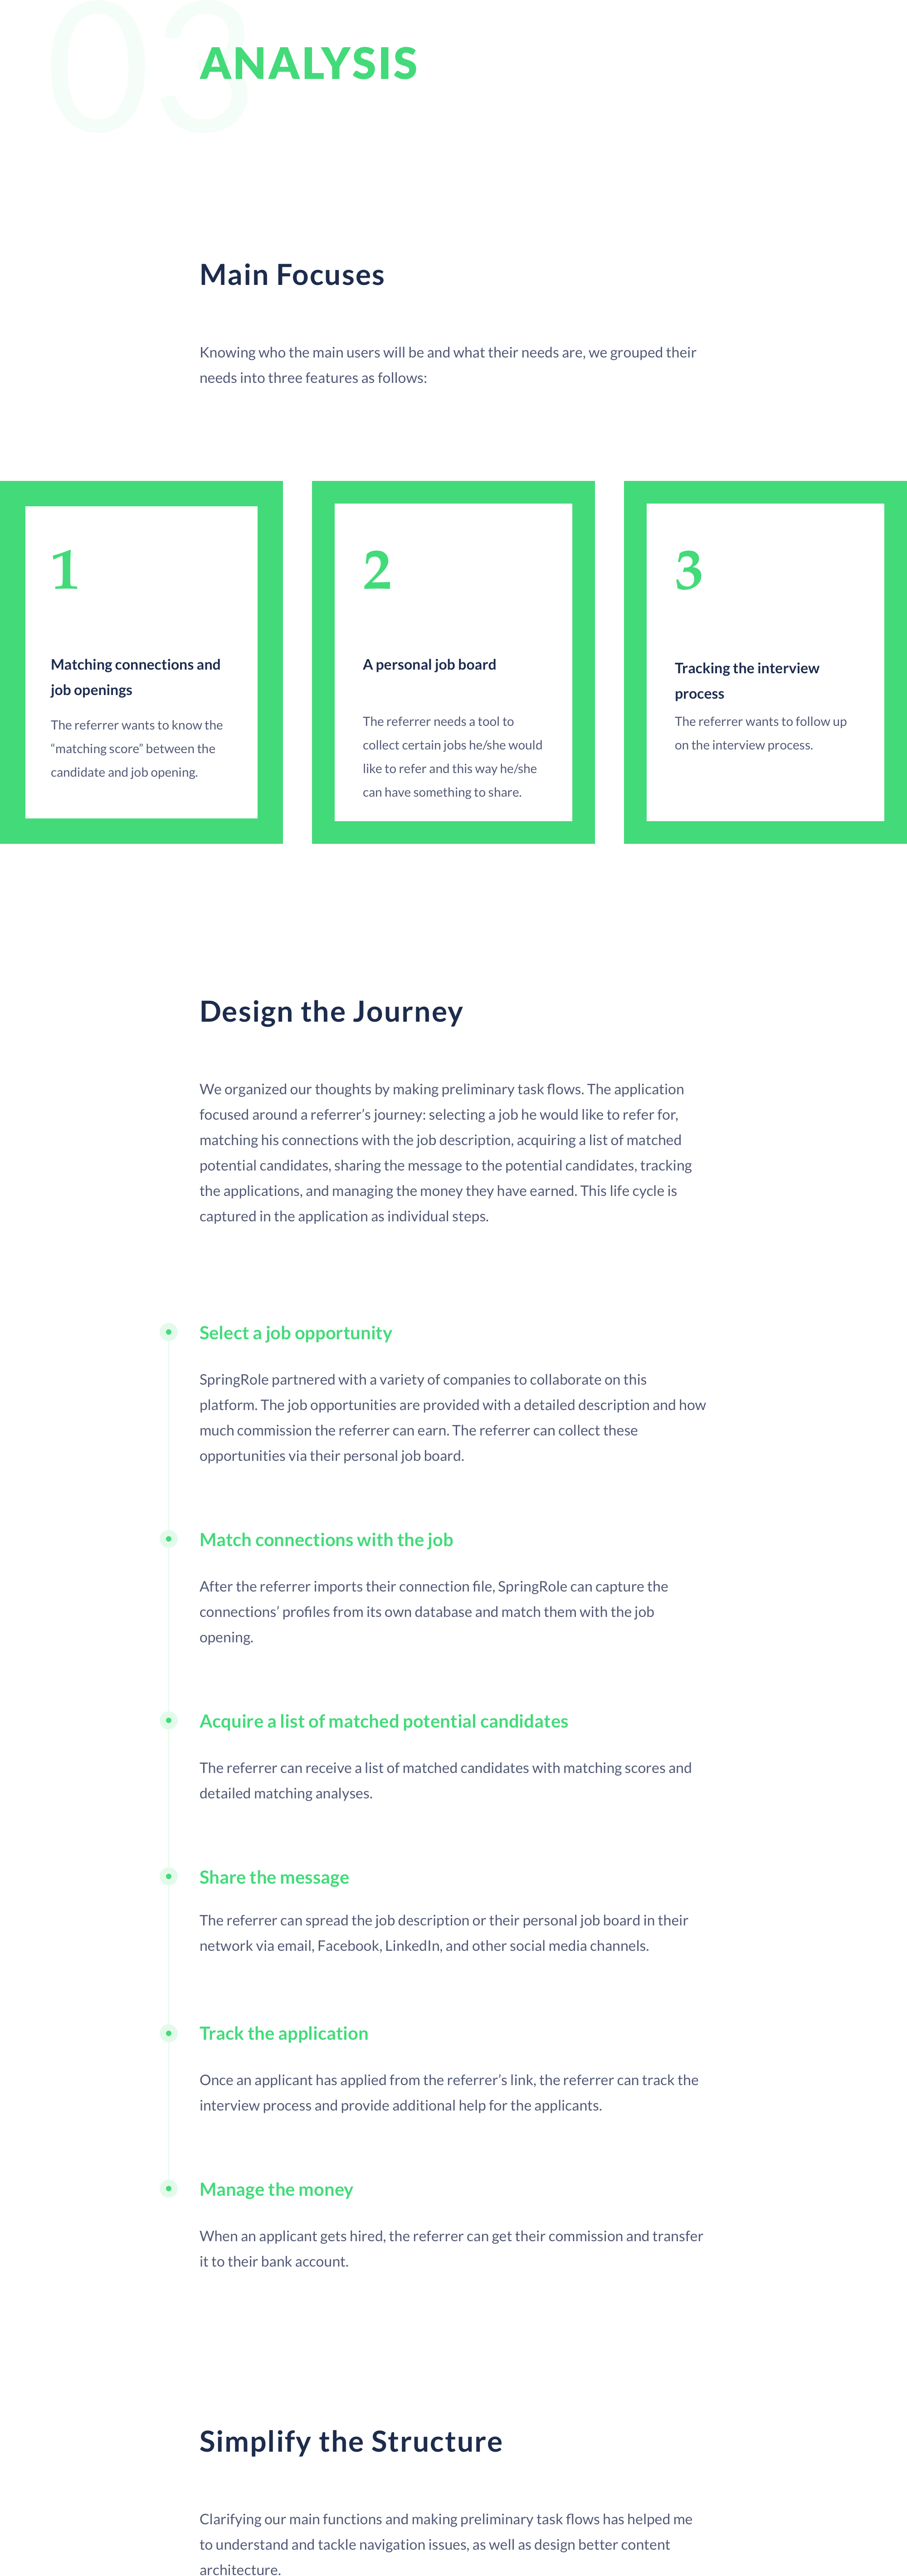 03
ANALYSIS
Main Focuses
Knowing who the main users will be and what their needs are, we grouped their
needs into three features as follows:
1
Matching connections and
job openings
The referrer wants to know the
“matching score” between the
candidate and job opening.
2
A personal job board
The referrer needs a tool to
collect certain jobs he/she would
like to refer and this way he/she
can have something to share.
3
Tracking the interview
process
The referrer wants to follow up
on the interview process.
Design the Journey
We organized our thoughts by making preliminary task flows. The application
focused around a referrer’s journey: selecting a job he would like to refer for,
matching his connections with the job description, acquiring a list of matched
potential candidates, sharing the message to the potential candidates, tracking
the applications, and managing the money they have earned. This life cycle is
captured in the application as individual steps.
Select a job opportunity
SpringRole partnered with a variety of companies to collaborate on this
platform. The job opportunities are provided with a detailed description and how
much commission the referrer can earn. The referrer can collect these
opportunities via their personal job board.
Match connections with the job
After the referrer imports their connection file, SpringRole can capture the
connections’ profiles from its own database and match them with the job
opening.
Acquire a list of matched potential candidates
The referrer can receive a list of matched candidates with matching scores and
detailed matching analyses.
Share the message
The referrer can spread the job description or their personal job board in their
network via email, Facebook, LinkedIn, and other social media channels.
Track the application
Once an applicant has applied from the referrer’s link, the referrer can track the
interview process and provide additional help for the applicants.
Manage the money
When an applicant gets hired, the referrer can get their commission and transfer
it to their bank account.
Simplify the Structure
Clarifying our main functions and making preliminary task flows has helped me
to understand and tackle navigation issues, as well as design better content
architecture.